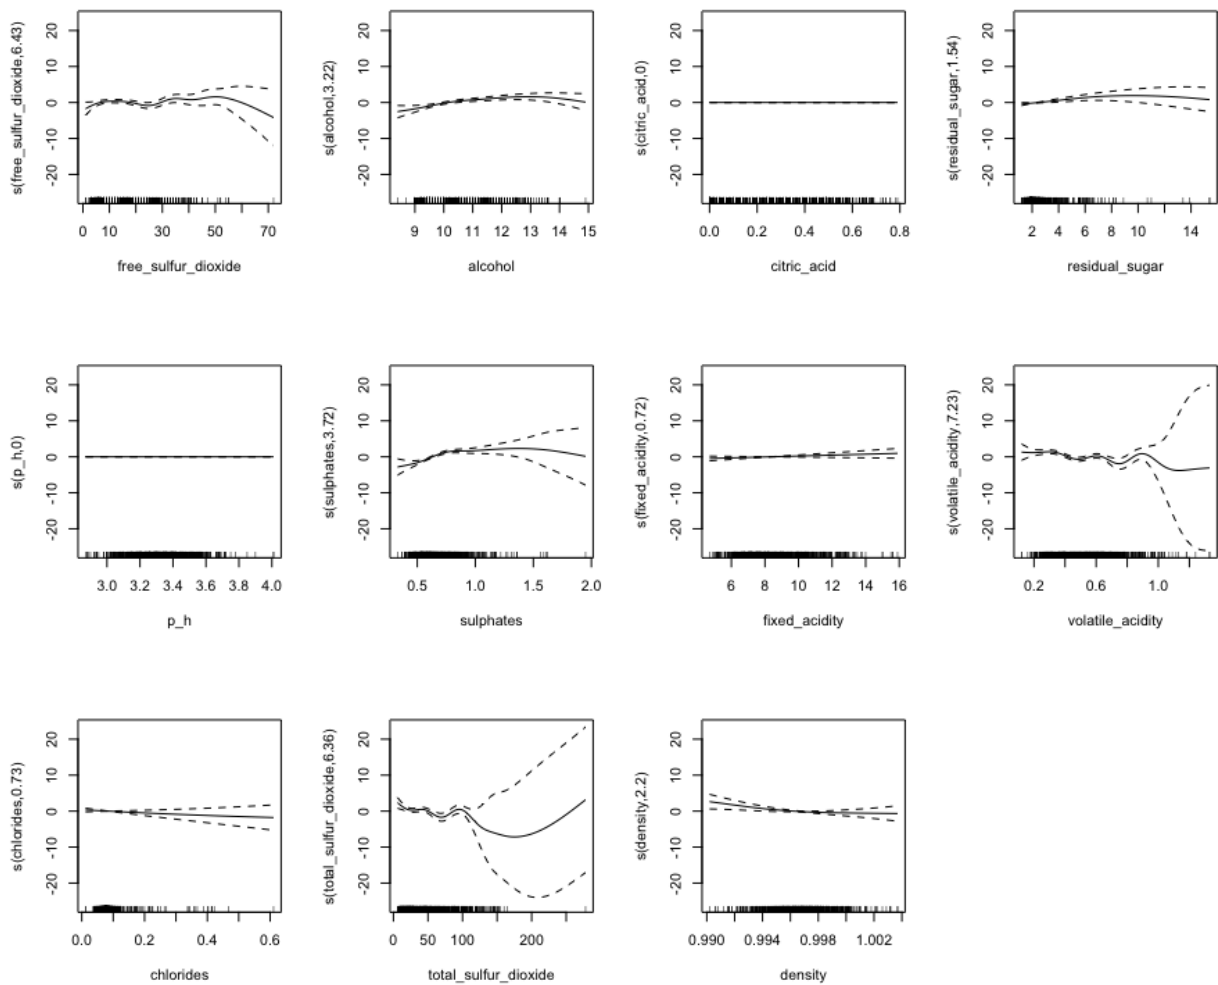 s(free_sulfur_dioxide,6.43)
20
10
0
-10
-20
0 10 30 50 70
free_sulfur_dioxide
s(alcohol,3.22)
20
10
0
-10
-20
9 10 11 12 13 14 15
alcohol
s(citric_acid,0)
20
10
0
-10
-20
0.0 0.2 0.4 0.6 0.8
citric_acid
s(residual_sugar,1.54)
20
10
0
-10
-20
2 4 6 8 10 14
residual_sugar
s(p_h,0)
20
10
0
-10
-20
3.0 3.2 3.4 3.6 3.8 4.0
p_h
s(sulphates,3.72)
20
10
0
-10
-20
0.5 1.0 1.5 2.0
sulphates
s(fixed_acidity,0.72)
20
10
0
-10
-20
6 8 10 12 14 16
fixed_acidity
s(volatile_acidity,7.23)
20
10
0
-10
-20
0.2 0.6 1.0
volatile_acidity
s(chlorides,0.73)
20
10
0
-10
-20
0.0 0.2 0.4 0.6
chlorides
s(total_sulfur_dioxide,6.36)
20
10
0
-10
-20
0 50 100 200
total_sulfur_dioxide
s(density,2.2)
20
10
0
-10
-20
0.990 0.994 0.998 1.002
density